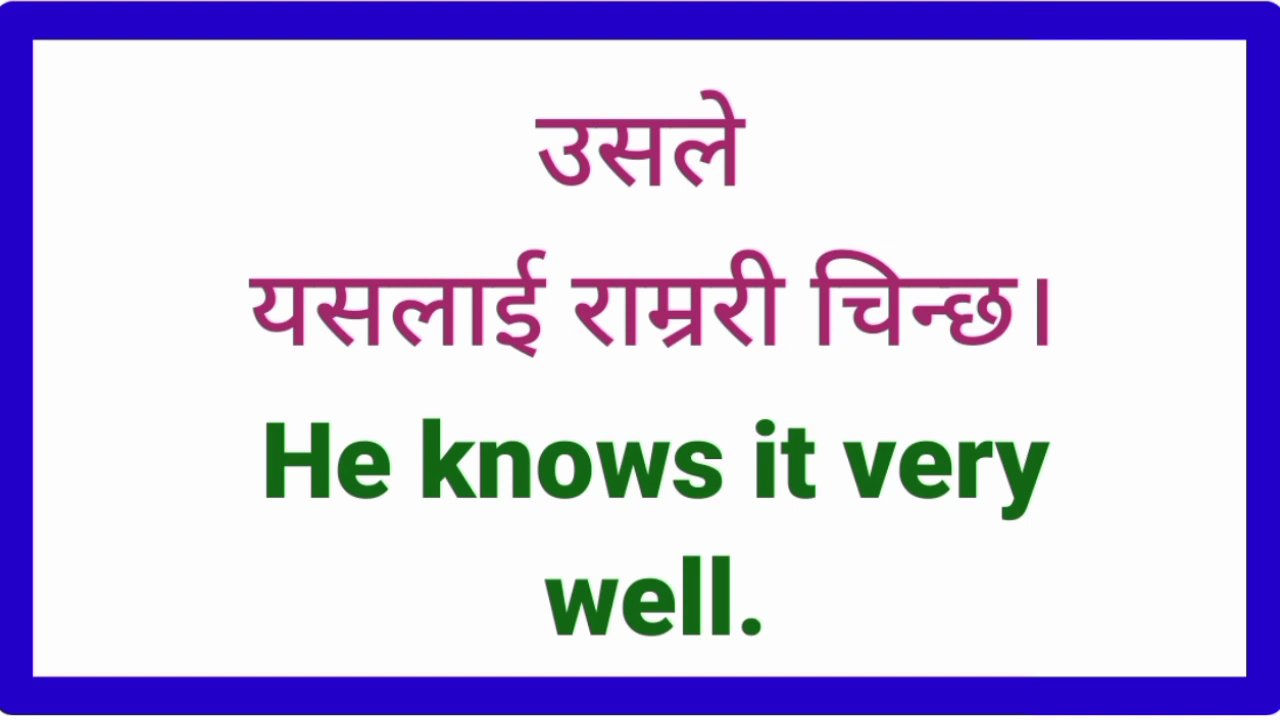 उसले
यसलाई राम्ररी चिन्छ।
He knows it very
well.